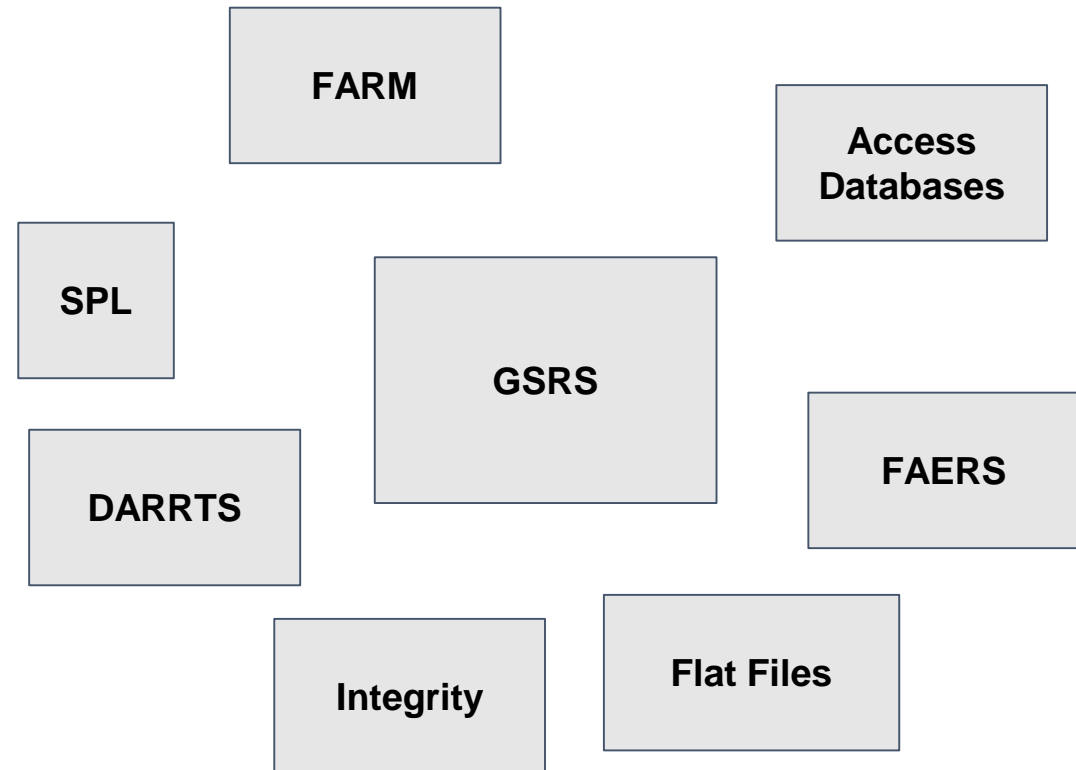 FARM
Access
Databases
SPL
GSRS
FAERS
DARRTS
Flat Files
Integrity